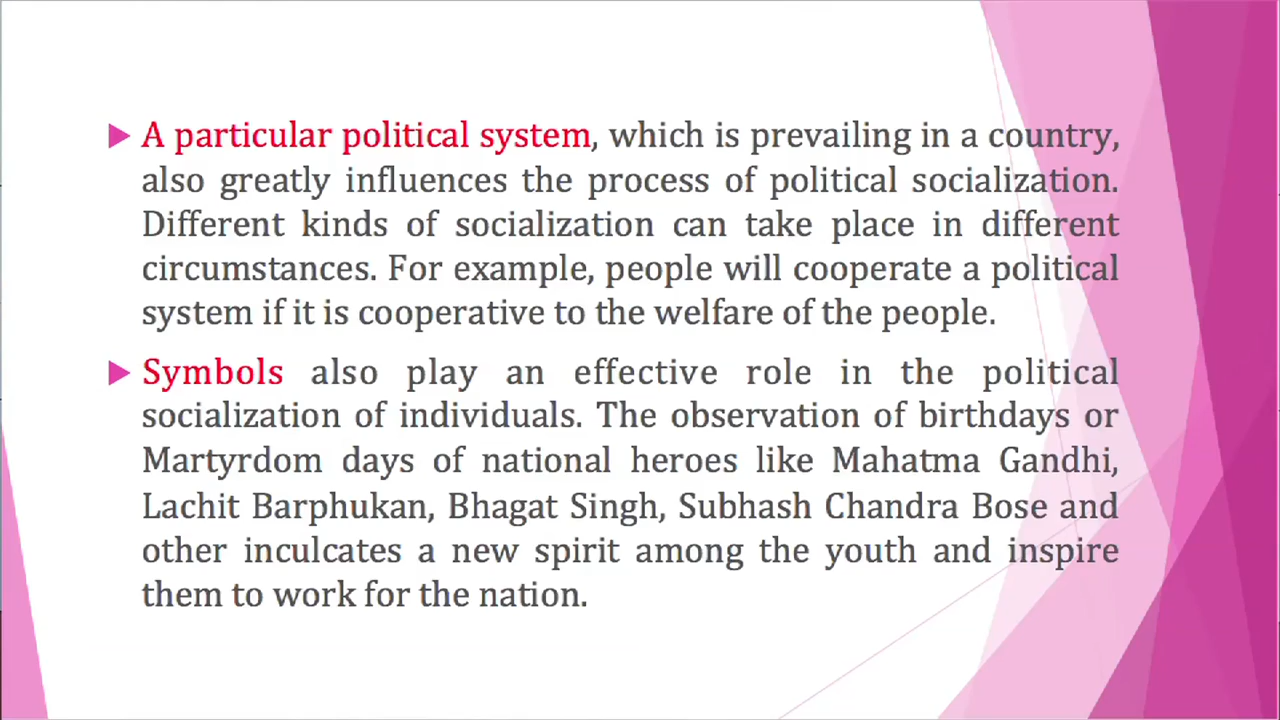 A particular political system, which is prevailing in a country,
also greatly influences the process of political socialization.
Different kinds of socialization can take place in different
circumstances. For example, people will cooperate a political
system if it is cooperative to the welfare of the people.
Symbols also play an effective role in the political
socialization of individuals. The observation of birthdays or
Martyrdom days of national heroes like Mahatma Gandhi,
Lachit Barphukan, Bhagat Singh, Subhash Chandra Bose and
other inculcates a new spirit among the youth and inspire
them to work for the nation.